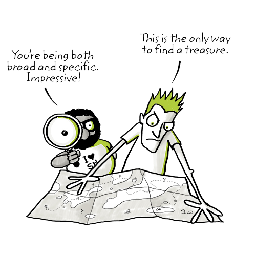 This is the only way
to find a treasure.
You're being both
broad and specific.
Impressive!
I